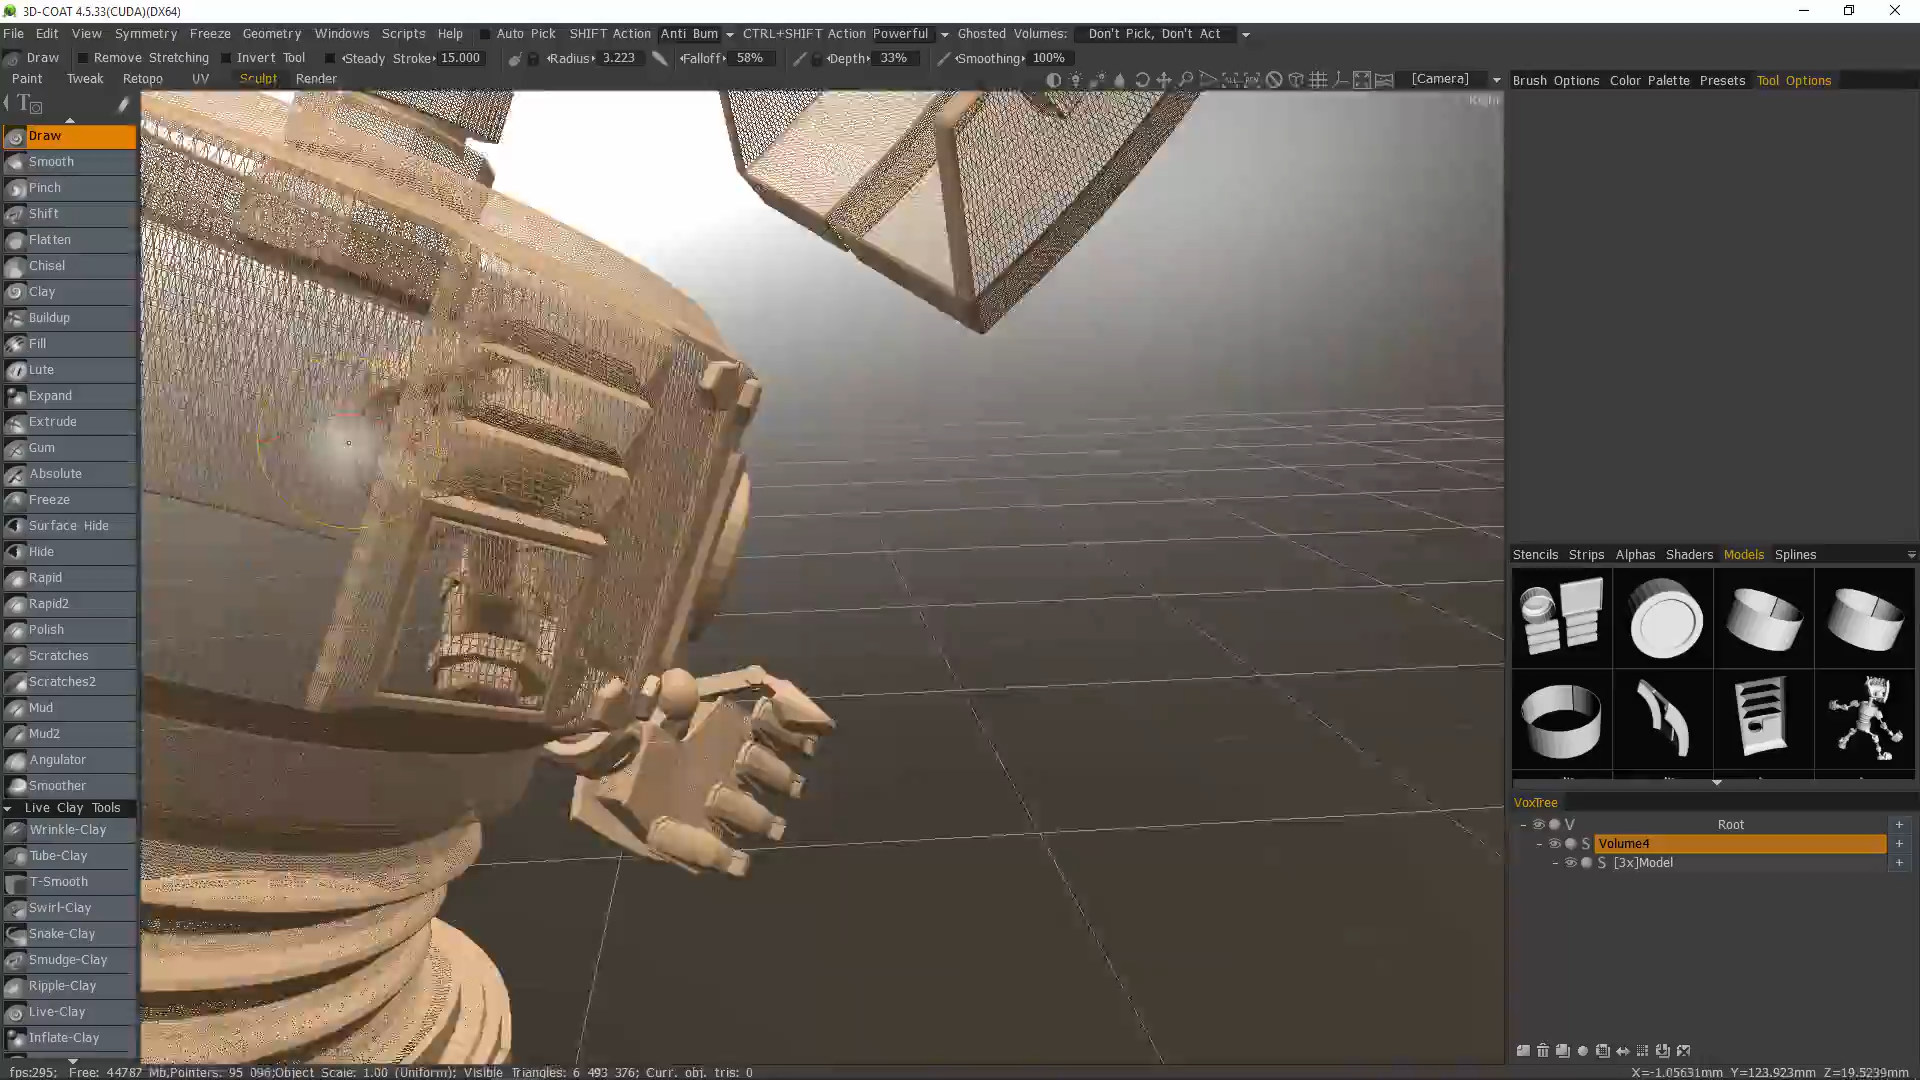 3D-COAT 4.5.33(CUDA)(DX64)
File Edit View Symmetry Freeze Geometry Windows Scripts Help Auto Pick SHIFT Action Anti Bum CTRL+SHIFT Action Powerful Ghosted Volumes: Don't Pick, Don't Act
Draw Remove Stretching Invert Tool Steady Stroke 15.000 Radius 3.223 Falloff 58% Depth 33% Smoothing 100%
Paint Tweak Retopo UV Sculpt Render [Camera] Brush Options Color Palette Presets Tool Options
Draw
Smooth
Pinch
Shift
Flatten
Chisel
Clay
Buildup
Fill
Lute
Expand
Extrude
Gum
Absolute
Freeze
Surface Hide
Hide
Rapid
Rapid2
Polish
Scratches
Scratches2
Mud
Mud2
Angulator
Smoother
Live Clay Tools
Wrinkle-Clay
Tube-Clay
T-Smooth
Swirl-Clay
Snake-Clay
Smudge-Clay
Ripple-Clay
Live-Clay
Inflate-Clay
Stencils Strips Alphas Shaders Models Splines
VoxTree
V Root +
S Volume4 +
S [3x]Model +
fps:295; Free: 44787 Mb,Pointers: 95 096;Object Scale: 1.00 (Uniform); Visible Triangles: 6 493 376; Curr. obj. tris: 0 X=-1.05631mm Y=123.923mm Z=19.5239mm